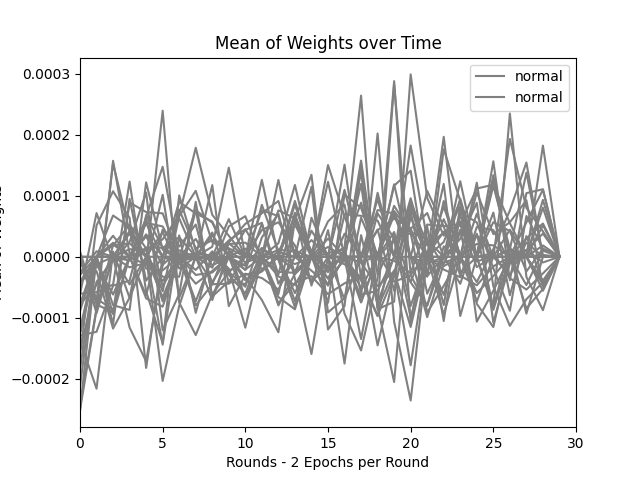 Mean of Weights over Time
normal
normal
0.0003
0.0002
0.0001
0.0000
−0.0001
−0.0002
0 5 10 15 20 25 30
Rounds - 2 Epochs per Round